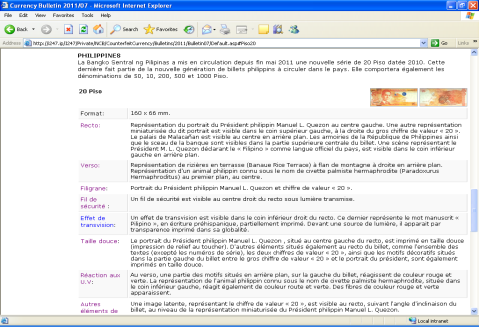 Currency Bulletin 2011/07 - Microsoft Internet Explorer
File Edit View Favorites Tools Help
Back Search Favorites
Address http://i247.ip/i247/Private/INCB/CounterfeitCurrency/Bulletins/2011/Bulletin07/Default.asp#Piso20 Go Links
PHILIPPINES
La Bangko Sentral ng Pilipinas a mis en circulation depuis fin mai 2011 une nouvelle série de 20 Piso datée 2010. Cette
dernière fait partie de la nouvelle génération de billets philippins à circuler dans le pays. Elle comportera également les
dénominations de 50, 100, 200, 500 et 1000 Piso.
20 Piso
Format: 160 x 66 mm.
Recto: Représentation du portrait du Président philippin Manuel L. Quezon au centre gauche. Une autre représentation
miniaturisée du dit portrait est visible dans le coin supérieur gauche, à la droite du gros chiffre de valeur « 20 ».
Le palais de Malacañan est visible au centre en arrière plan. Les armoiries de la République de Philippines ainsi
que le sceau de la banque sont visibles dans la partie supérieure centrale du billet. Une scène représentant le
Président M. L. Quezon déclarant le « Filipino » comme langue officiel du pays, est visible dans le coin inférieur
gauche en arrière plan.
Verso: Représentation de rizières en terrasse (Banaue Rice Terrace) à flan de montagne à droite en arrière plan.
Représentation d'un animal philippin connu sous le nom de civette palmiste hermaphrodite (Paradoxurus
Hermaphroditus) au premier plan, au centre.
Filigrane: Portrait du Président philippin Manuel L. Quezon et chiffre de valeur « 20 ».
Fil de Un fil de sécurité est visible au centre droit du recto sous lumière transmise.
sécurité :
Effet de Un effet de transvision est visible dans le coin inférieur droit du recto. Ce dernier représente le mot manuscrit «
transvision: Pilipino », en écriture préhispanique, partiellement imprimé. Devant une source de lumière, il apparait par
transparence imprimé dans sa globalité.
Taille douce: Le portrait du Président philippin Manuel L. Quezon , situé au centre gauche du recto, est imprimé en taille douce
(impression de relief au toucher). D'autres éléments situés également au recto du billet, comme l'ensemble des
textes (excepté les numéros de série), les deux chiffres de valeur « 20 », ainsi que les motifs décoratifs situés
dans la partie gauche du billet entre le gros chiffre de valeur « 20 » et le portrait du président, sont également
imprimés en taille douce.
Réaction aux Au verso, une partie des motifs situés en arrière plan, sur la gauche du billet, réagissent de couleur rouge et
U.V: verte. La représentation de l'animal philippin connu sous le nom de civette palmiste hermaphrodite, située dans
le coin inférieur gauche, réagit également de couleur route et verte. Des fibres de couleur rouge et verte
apparaissent.
Autres Une image latente, représentant le chiffre de valeur « 20 », est visible au recto, suivant l'angle d'inclinaison du
éléments de billet, au niveau de la représentation miniaturisée du Président philippin Manuel L. Quezon.
Local intranet